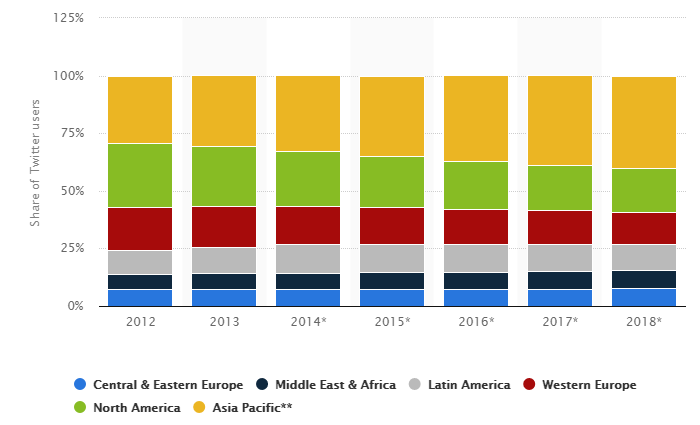 125%
100%
75%
50%
25%
0%
Share of Twitter users
2012 2013 2014* 2015* 2016* 2017* 2018*
Central & Eastern Europe Middle East & Africa Latin America Western Europe
North America Asia Pacific**